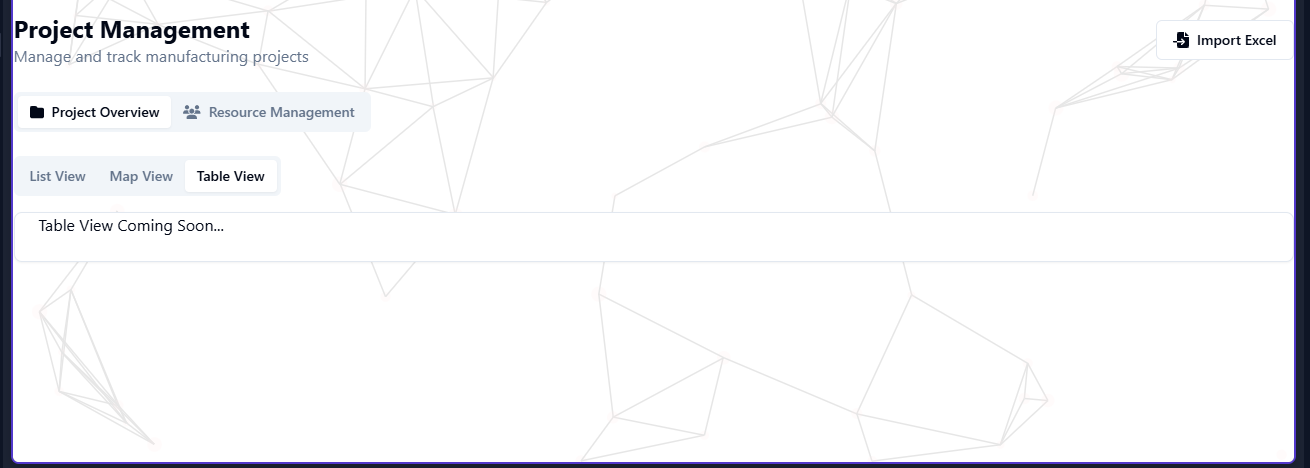 Project Management
Manage and track manufacturing projects
Import Excel
Project Overview
Resource Management
List View
Map View
Table View
Table View Coming Soon...